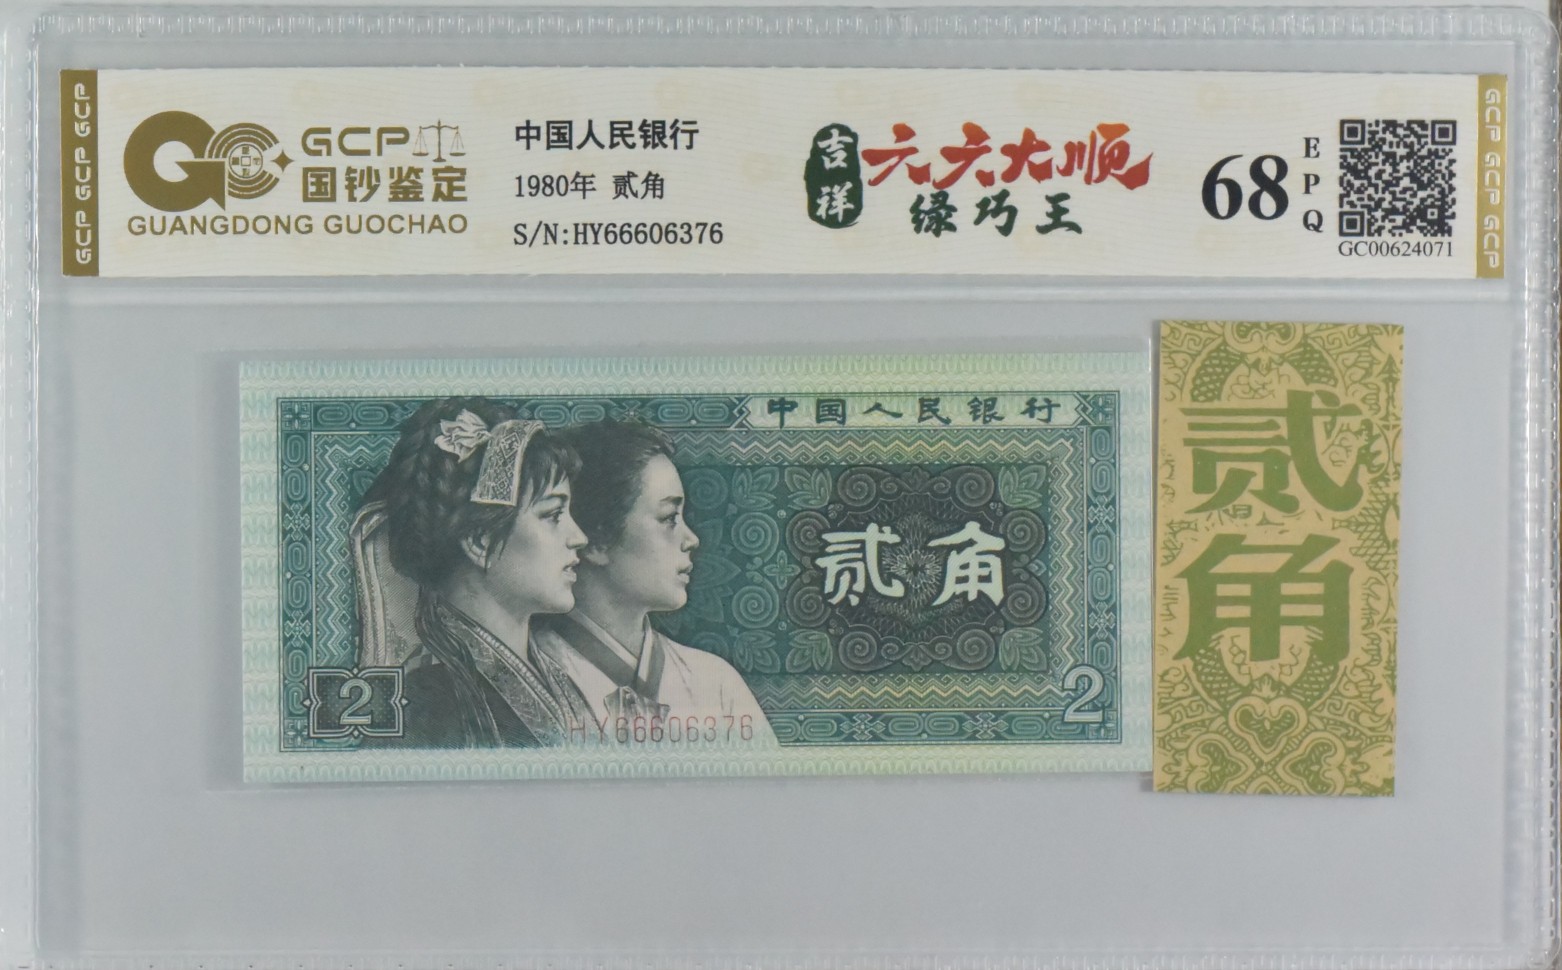 GCP GCP GCP
GCP
国钞鉴定
GUANGDONG GUOCHAO
中国人民银行
1980年 贰角
S/N:HY66606376
吉祥
六六大顺
绿巧王
68
EPQ
GC00624071
GCP GCP GCP
中国人民银行
贰角
2
2
HY66606376
贰角